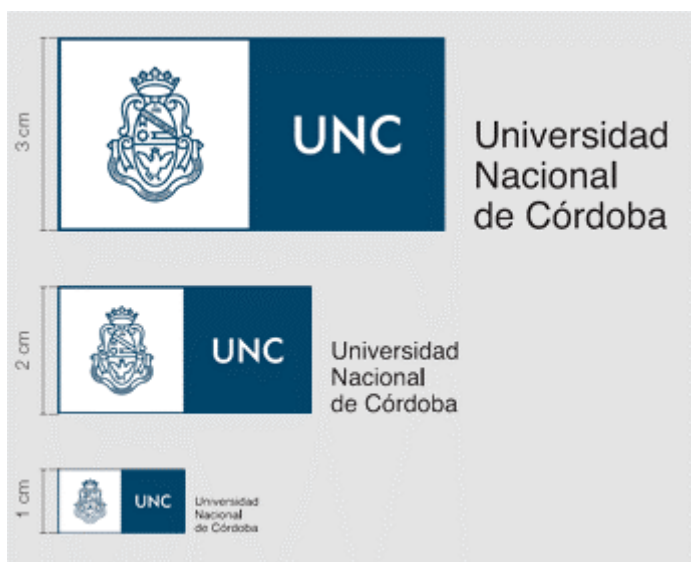 3 cm
UNC
Universidad
Nacional
de Córdoba
2 cm
UNC
Universidad
Nacional
de Córdoba
1 cm
UNC
Universidad
Nacional
de Córdoba